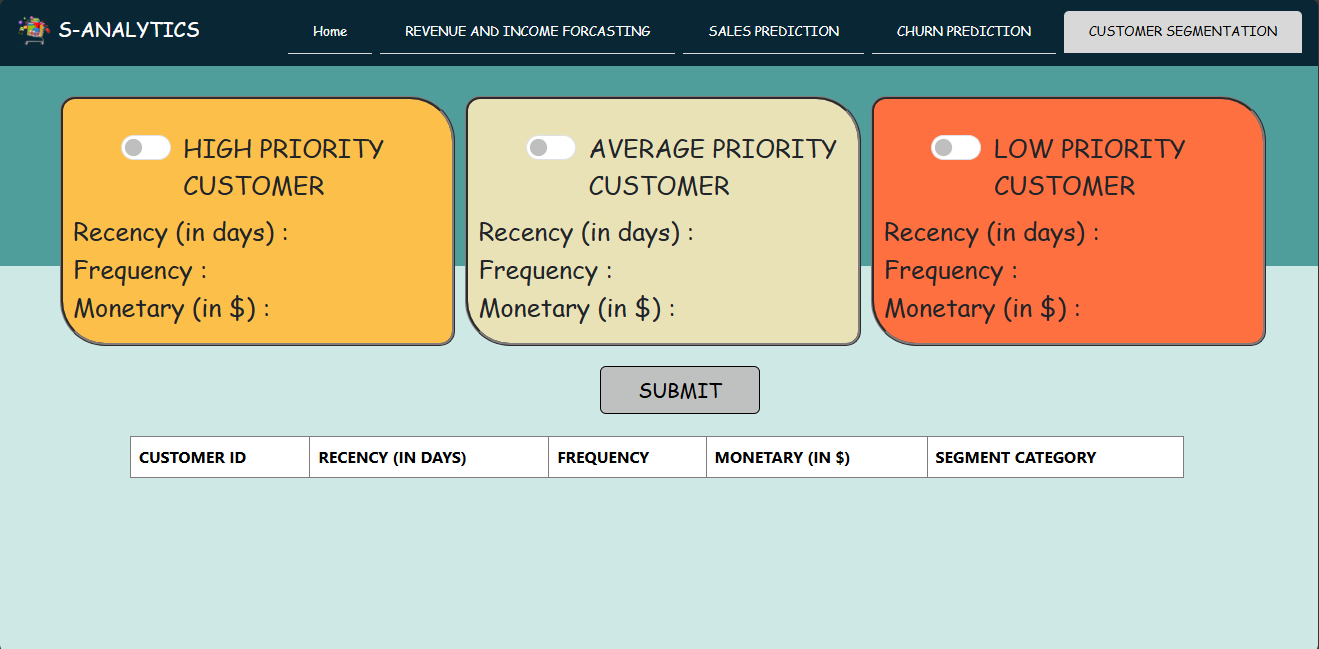 S-ANALYTICS
Home
REVENUE AND INCOME FORCASTING
SALES PREDICTION
CHURN PREDICTION
CUSTOMER SEGMENTATION
HIGH PRIORITY
CUSTOMER
Recency (in days) :
Frequency :
Monetary (in $) :
AVERAGE PRIORITY
CUSTOMER
Recency (in days) :
Frequency :
Monetary (in $) :
LOW PRIORITY
CUSTOMER
Recency (in days) :
Frequency :
Monetary (in $) :
SUBMIT
CUSTOMER ID
RECENCY (IN DAYS)
FREQUENCY
MONETARY (IN $)
SEGMENT CATEGORY